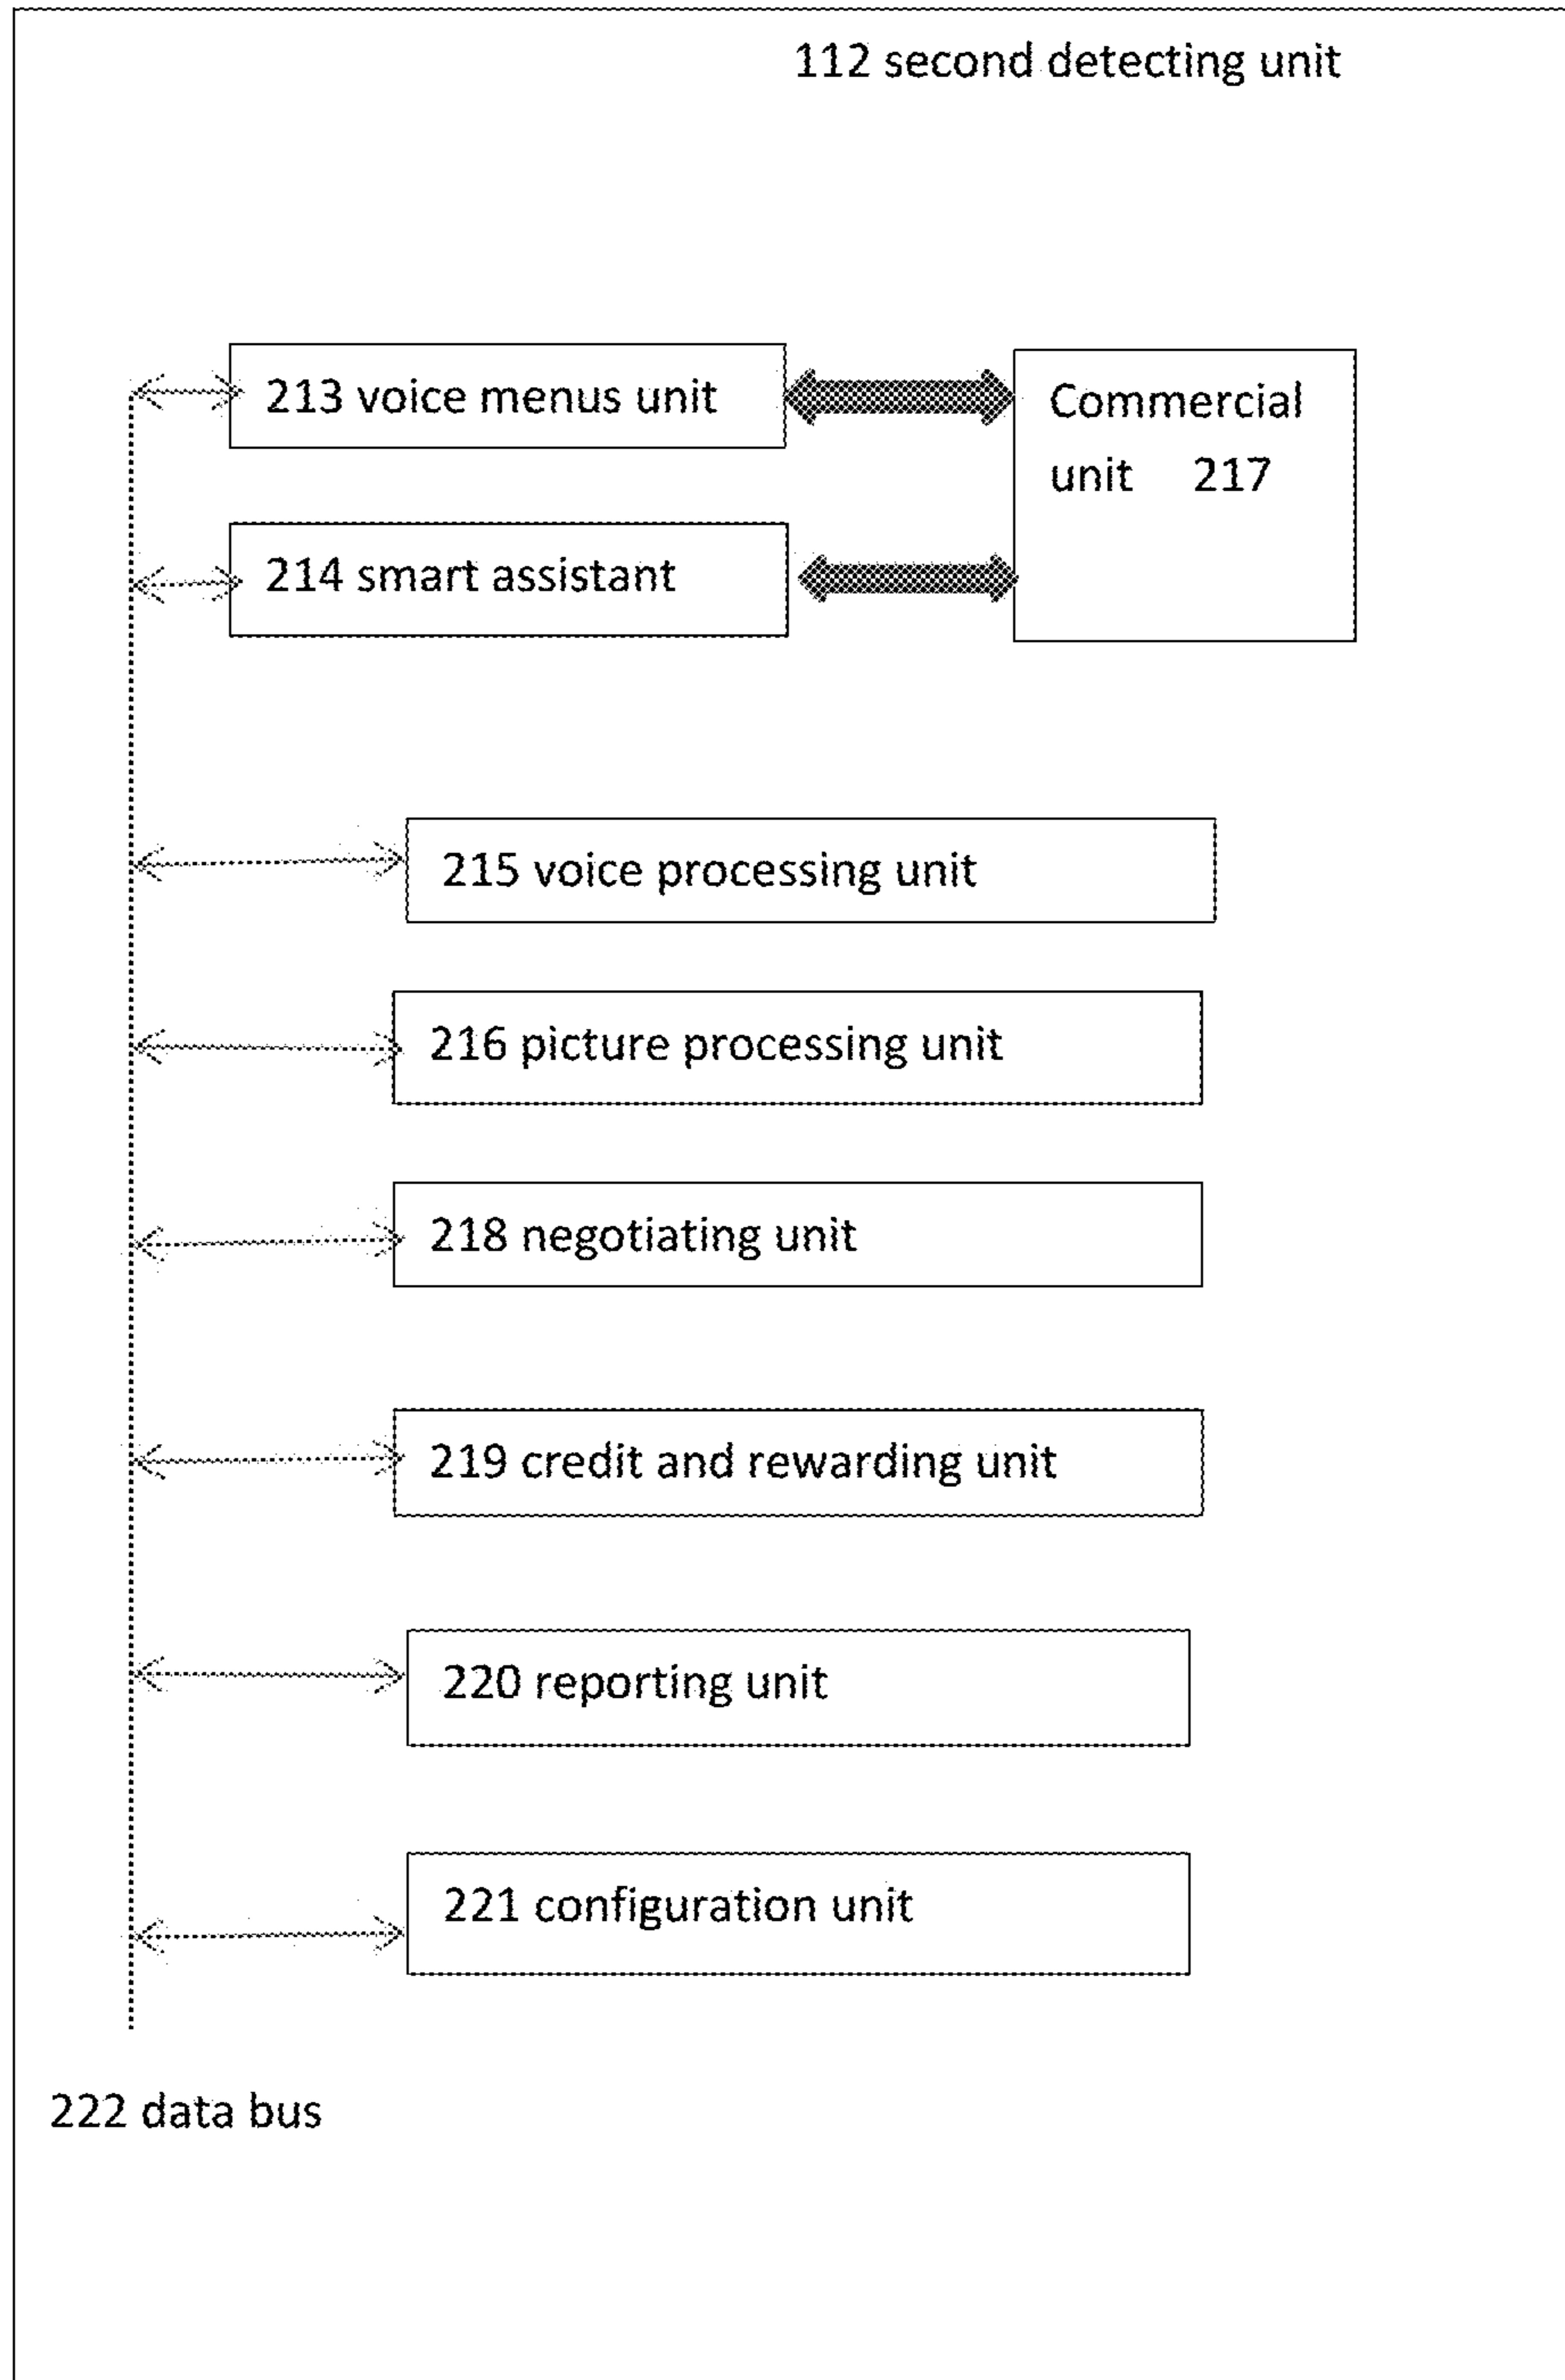 112 second detecting unit
213 voice menus unit
Commercial
unit 217
214 smart assistant
215 voice processing unit
216 picture processing unit
218 negotiating unit
219 credit and rewarding unit
220 reporting unit
221 configuration unit
222 data bus